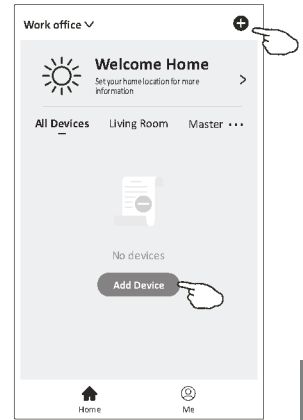 Work office
Welcome Home
Set your home location for more
information
All Devices Living Room Master ...
No devices
Add Device
Home Me